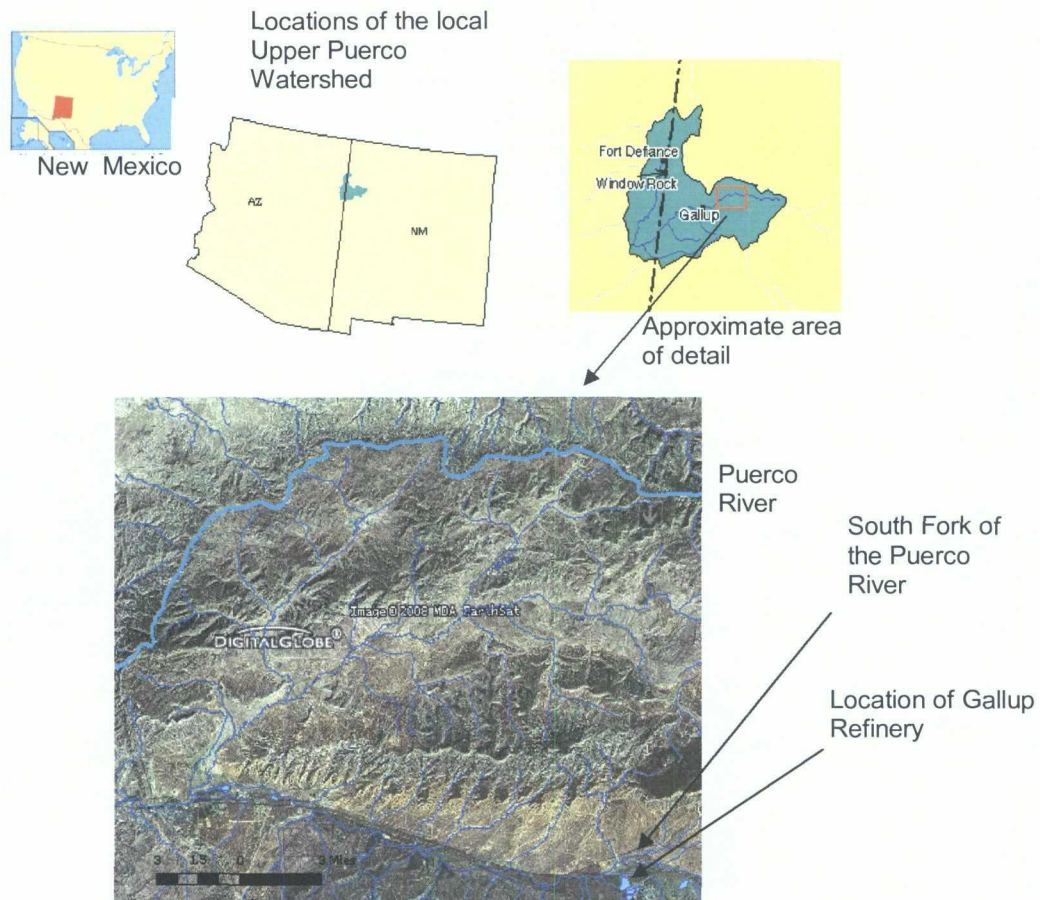 Locations of the local
Upper Puerco
Watershed
New Mexico
AZ
NM
Fort Defiance
Window Rock
Gallup
Approximate area
of detail
Puerco
River
South Fork of
the Puerco
River
Location of Gallup
Refinery
Image © 2008 MDA EarthSat
DIGITALGLOBE®
3 1.5 0 3 Miles